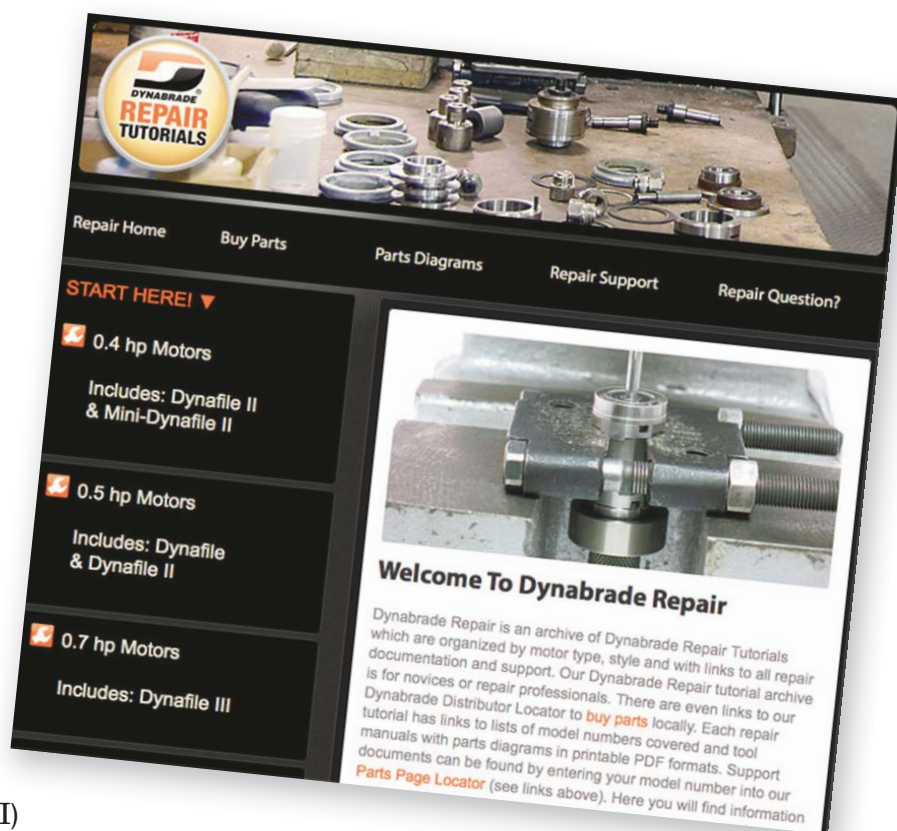 DYNABRADE®
REPAIR
TUTORIALS
Repair Home
Buy Parts
Parts Diagrams
Repair Support
Repair Question?
START HERE! ▼
0.4 hp Motors
Includes: Dynafile II
& Mini-Dynafile II
0.5 hp Motors
Includes: Dynafile
& Dynafile II
0.7 hp Motors
Includes: Dynafile III
Welcome To Dynabrade Repair
Dynabrade Repair is an archive of Dynabrade Repair Tutorials
which are organized by motor type, style and with links to all repair
documentation and support. Our Dynabrade Repair tutorial archive
is for novices or repair professionals. There are even links to our
Dynabrade Distributor Locator to buy parts locally. Each repair
tutorial has links to lists of model numbers covered and tool
manuals with parts diagrams in printable PDF formats. Support
documents can be found by entering your model number into our
Parts Page Locator (see links above). Here you will find information
I)